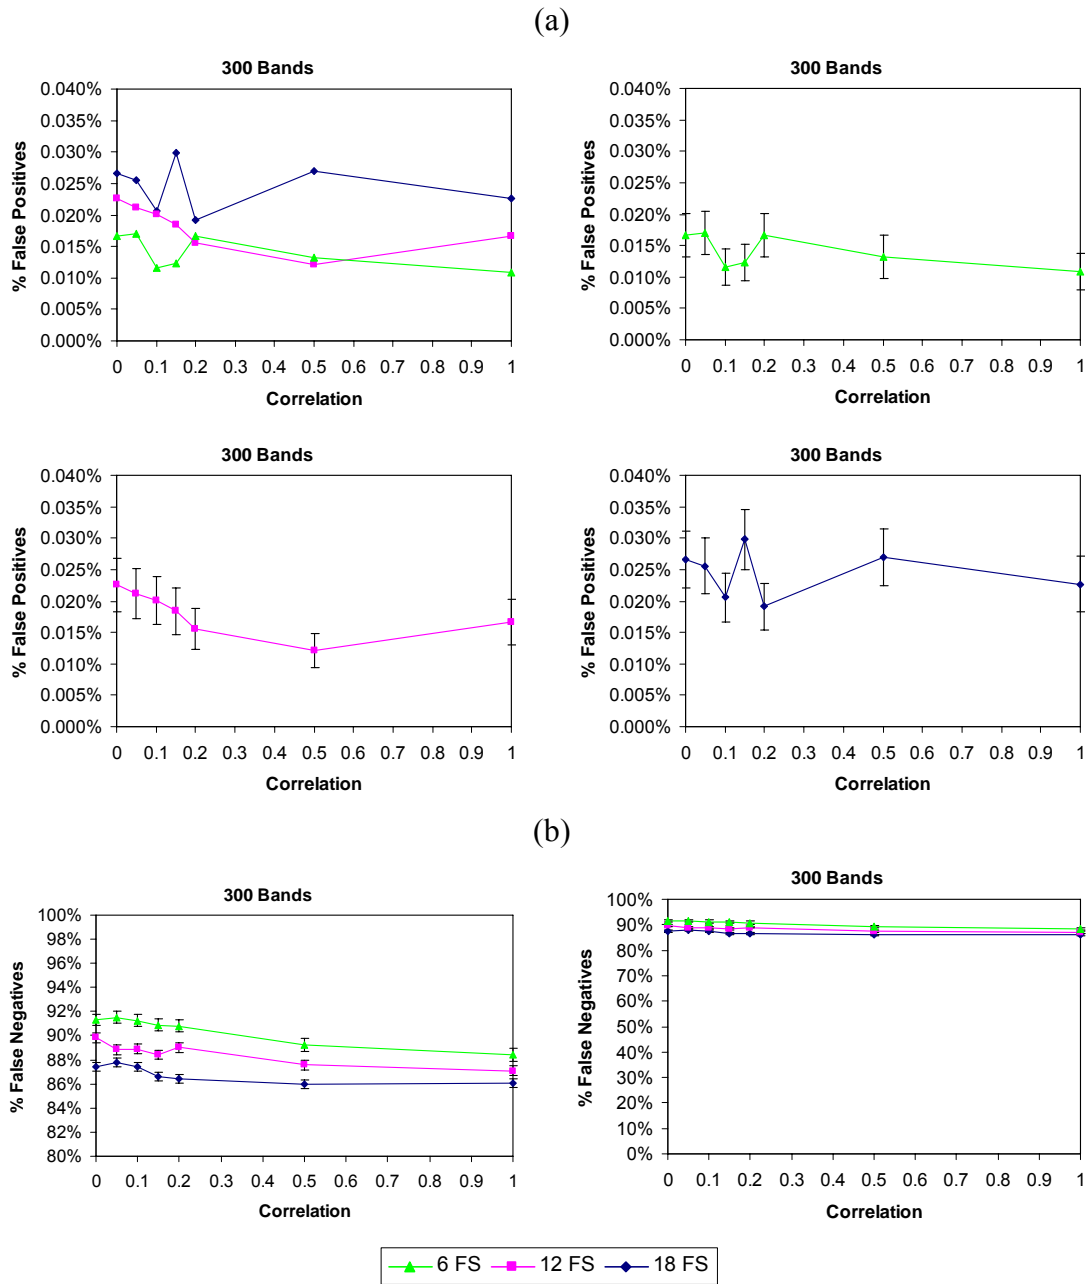 (a)
300 Bands
% False Positives
0.040%
0.035%
0.030%
0.025%
0.020%
0.015%
0.010%
0.005%
0.000%
0 0.1 0.2 0.3 0.4 0.5 0.6 0.7 0.8 0.9 1
Correlation
300 Bands
% False Positives
0.040%
0.035%
0.030%
0.025%
0.020%
0.015%
0.010%
0.005%
0.000%
0 0.1 0.2 0.3 0.4 0.5 0.6 0.7 0.8 0.9 1
Correlation
300 Bands
% False Positives
0.040%
0.035%
0.030%
0.025%
0.020%
0.015%
0.010%
0.005%
0.000%
0 0.1 0.2 0.3 0.4 0.5 0.6 0.7 0.8 0.9 1
Correlation
300 Bands
% False Positives
0.040%
0.035%
0.030%
0.025%
0.020%
0.015%
0.010%
0.005%
0.000%
0 0.1 0.2 0.3 0.4 0.5 0.6 0.7 0.8 0.9 1
Correlation
(b)
300 Bands
% False Negatives
100%
98%
96%
94%
92%
90%
88%
86%
84%
82%
80%
0 0.1 0.2 0.3 0.4 0.5 0.6 0.7 0.8 0.9 1
Correlation
300 Bands
% False Negatives
100%
90%
80%
70%
60%
50%
40%
30%
20%
10%
0%
0 0.1 0.2 0.3 0.4 0.5 0.6 0.7 0.8 0.9 1
Correlation
6 FS 12 FS 18 FS